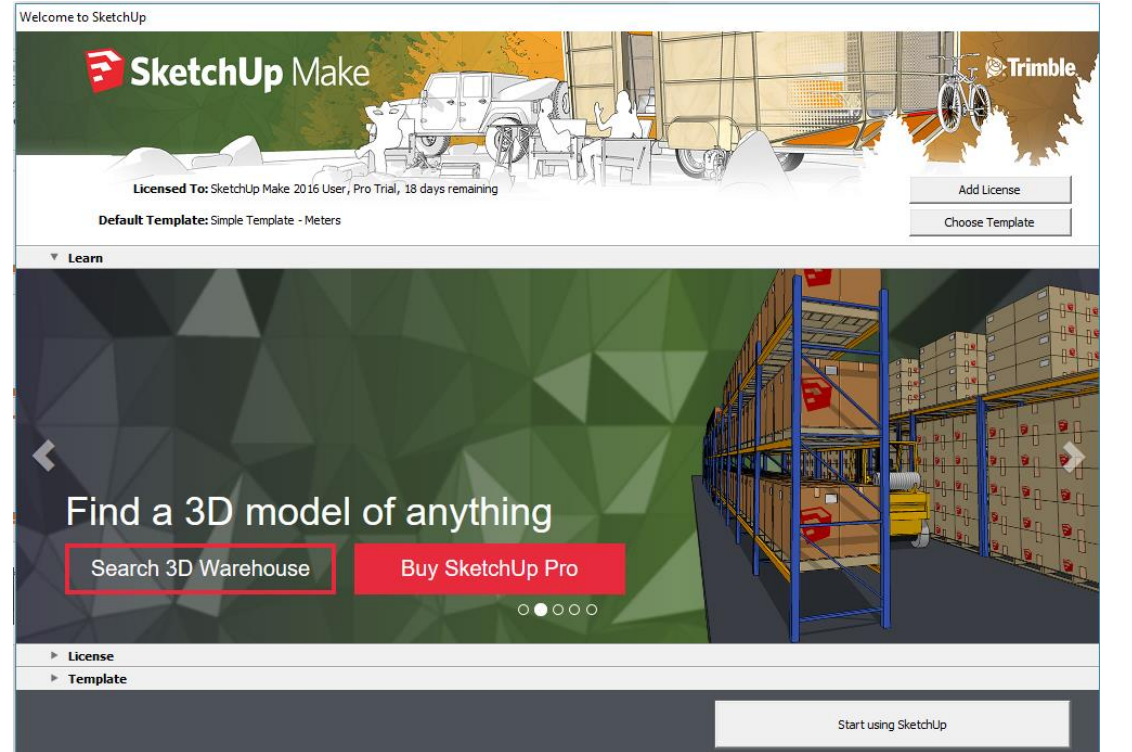 Welcome to SketchUp
SketchUp Make
Trimble
Licensed To: SketchUp Make 2016 User, Pro Trial, 18 days remaining
Add License
Default Template: Simple Template - Meters
Choose Template
Learn
Find a 3D model of anything
Search 3D Warehouse
Buy SketchUp Pro
License
Template
Start using SketchUp